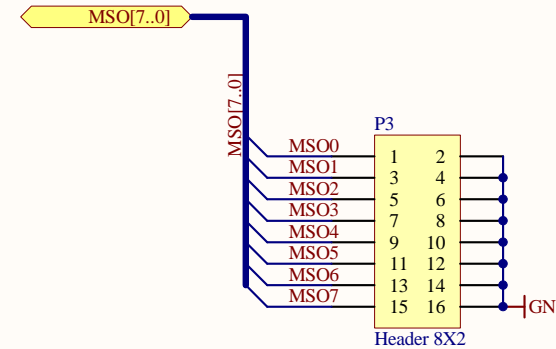 MSO[7..0]
MSO[7..0]
P3
MSO0 1 2
MSO1 3 4
MSO2 5 6
MSO3 7 8
MSO4 9 10
MSO5 11 12
MSO6 13 14
MSO7 15 16
GN
Header 8X2